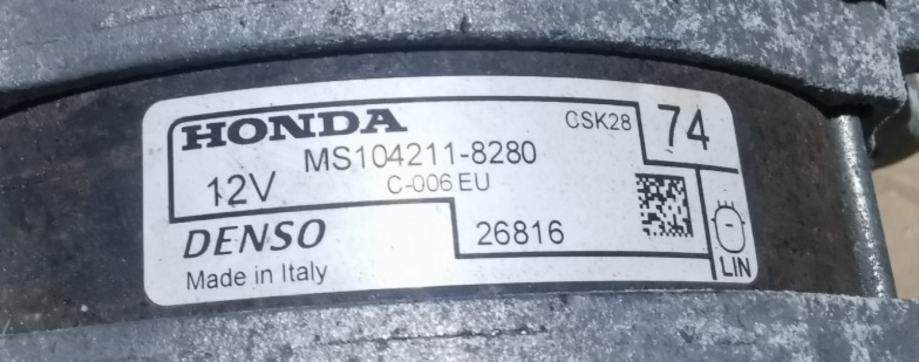 HONDA
CSK28
74
MS104211-8280
12V
C-006 EU
DENSO
26816
Made in Italy
LIN